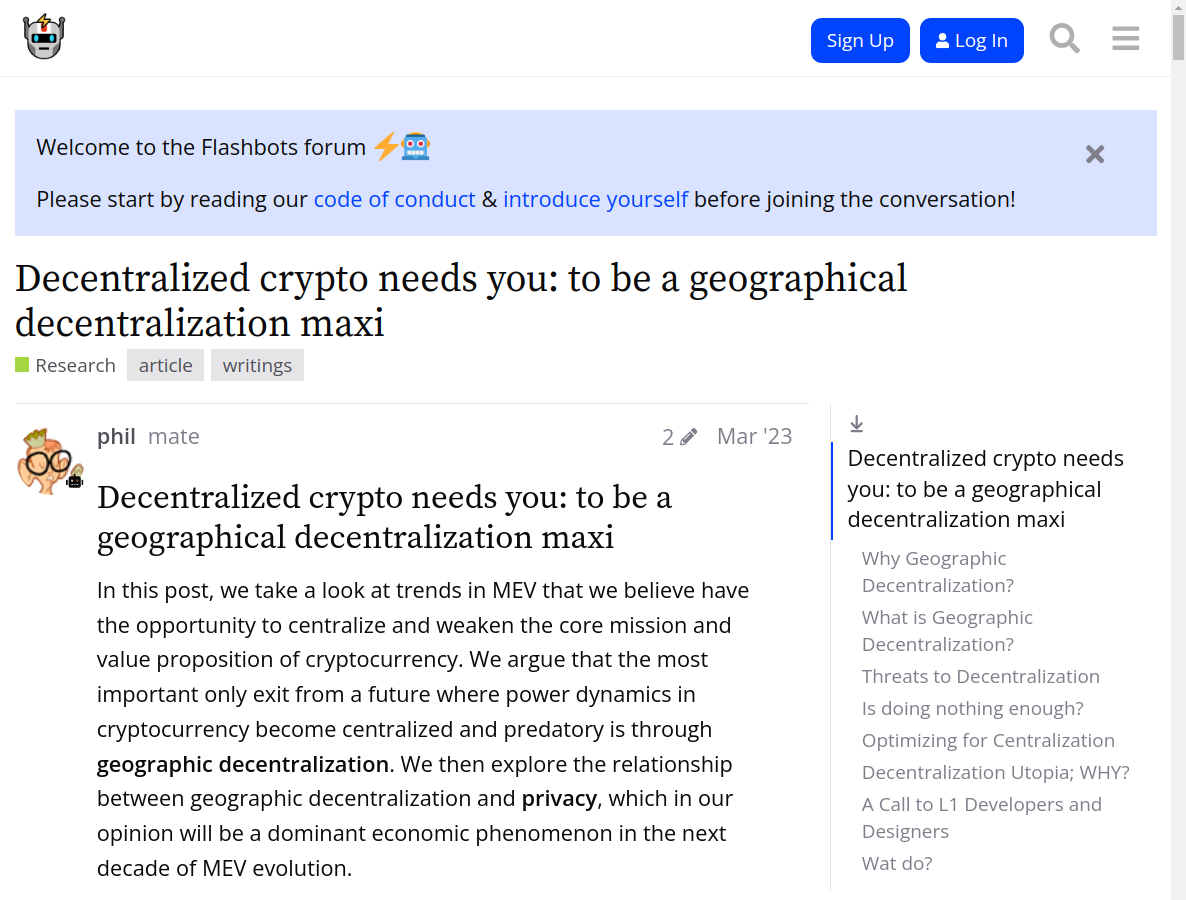 Sign Up
Log In
Welcome to the Flashbots forum
Please start by reading our code of conduct & introduce yourself before joining the conversation!
Decentralized crypto needs you: to be a geographical
decentralization maxi
Research article writings
phil mate 2 Mar '23
Decentralized crypto needs you: to be a
geographical decentralization maxi
In this post, we take a look at trends in MEV that we believe have
the opportunity to centralize and weaken the core mission and
value proposition of cryptocurrency. We argue that the most
important only exit from a future where power dynamics in
cryptocurrency become centralized and predatory is through
geographic decentralization. We then explore the relationship
between geographic decentralization and privacy, which in our
opinion will be a dominant economic phenomenon in the next
decade of MEV evolution.
Decentralized crypto needs
you: to be a geographical
decentralization maxi
Why Geographic
Decentralization?
What is Geographic
Decentralization?
Threats to Decentralization
Is doing nothing enough?
Optimizing for Centralization
Decentralization Utopia; WHY?
A Call to L1 Developers and
Designers
Wat do?